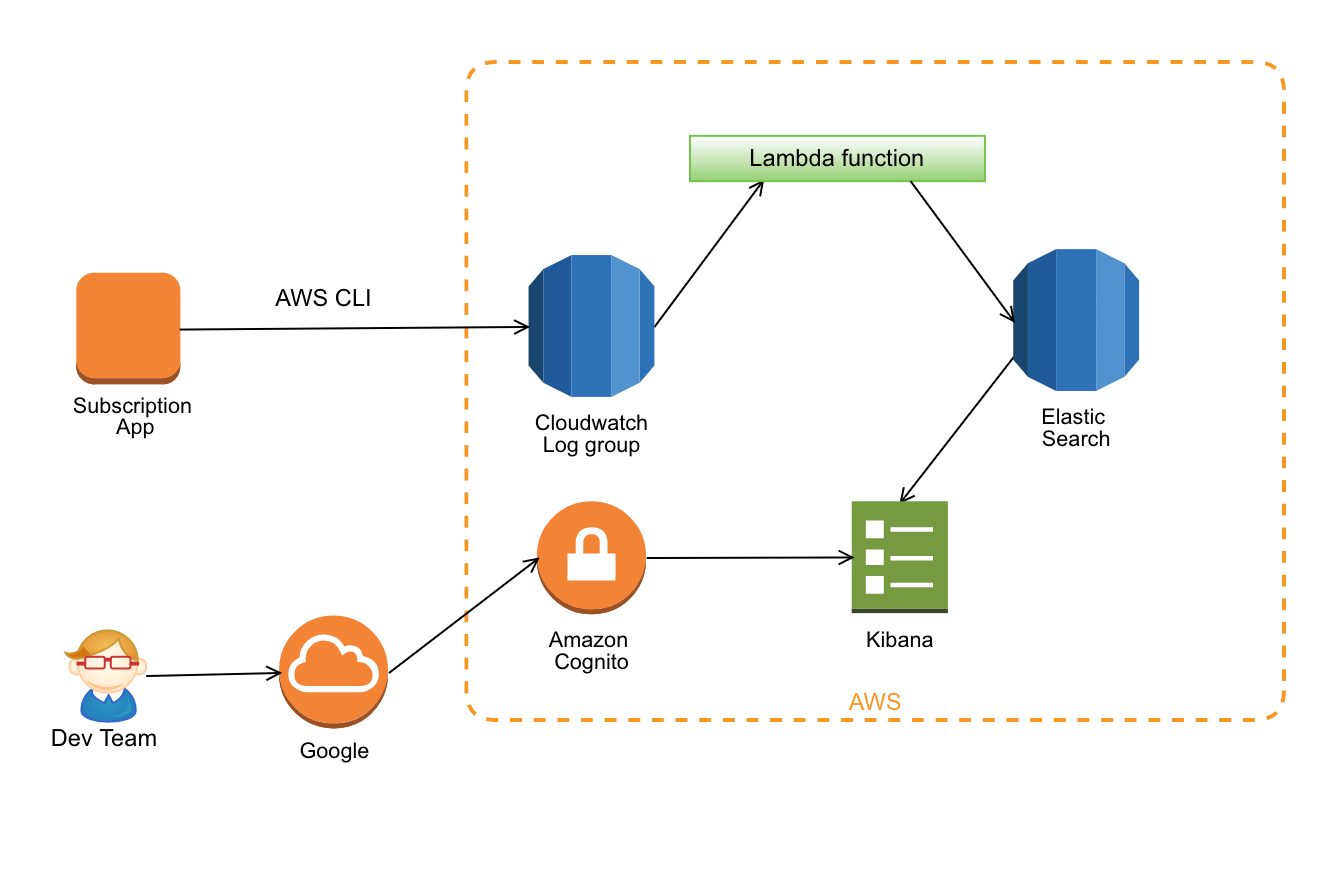 Lambda function
AWS CLI
Subscription
App
Cloudwatch
Log group
Elastic
Search
Amazon
Cognito
Kibana
AWS
Dev Team
Google